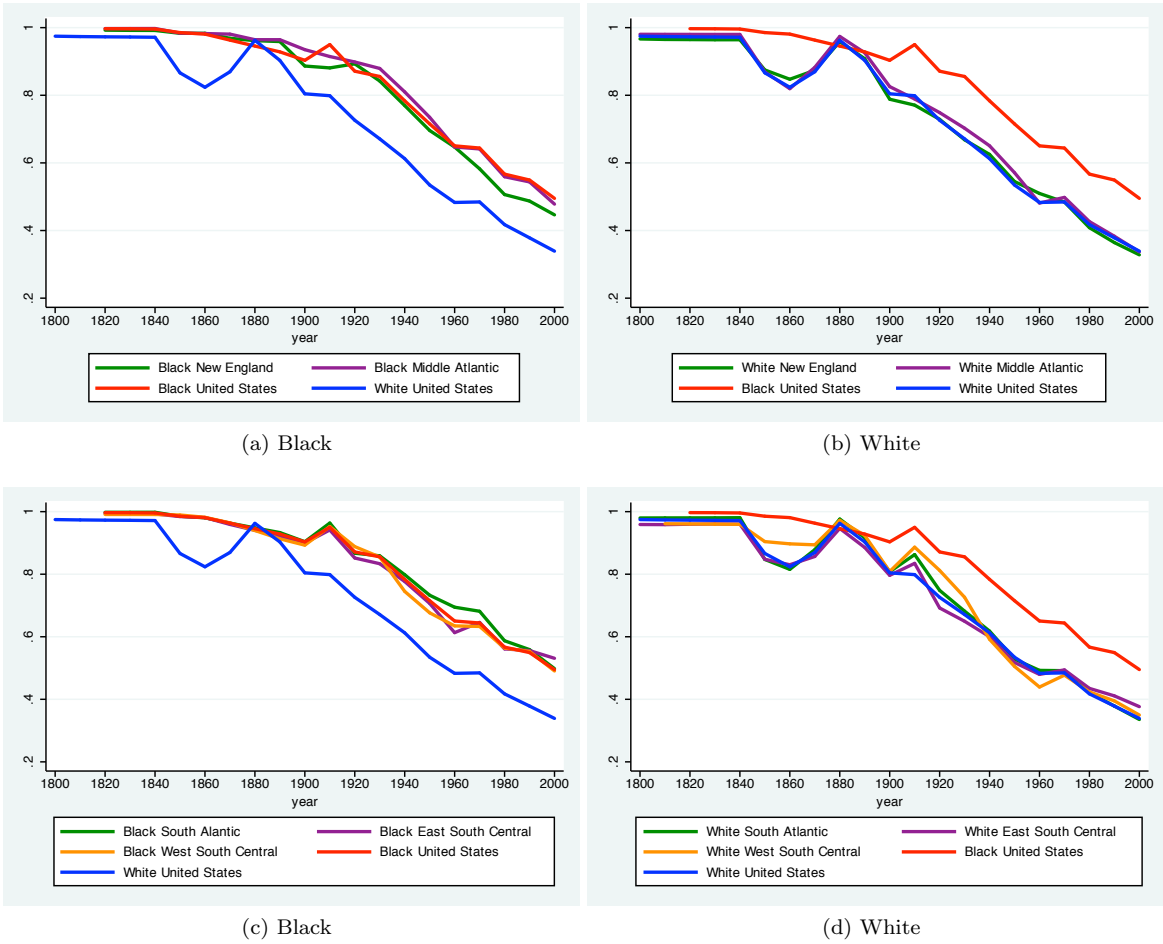 1
.8
.6
.4
.2
1800 1820 1840 1860 1880 1900 1920 1940 1960 1980 2000
year
Black New England Black Middle Atlantic
Black United States White United States
(a) Black
1
.8
.6
.4
.2
1800 1820 1840 1860 1880 1900 1920 1940 1960 1980 2000
year
White New England White Middle Atlantic
Black United States White United States
(b) White
1
.8
.6
.4
.2
1800 1820 1840 1860 1880 1900 1920 1940 1960 1980 2000
year
Black South Alantic Black East South Central
Black West South Central Black United States
White United States
(c) Black
1
.8
.6
.4
.2
1800 1820 1840 1860 1880 1900 1920 1940 1960 1980 2000
year
White South Atlantic White East South Central
White West South Central Black United States
White United States
(d) White